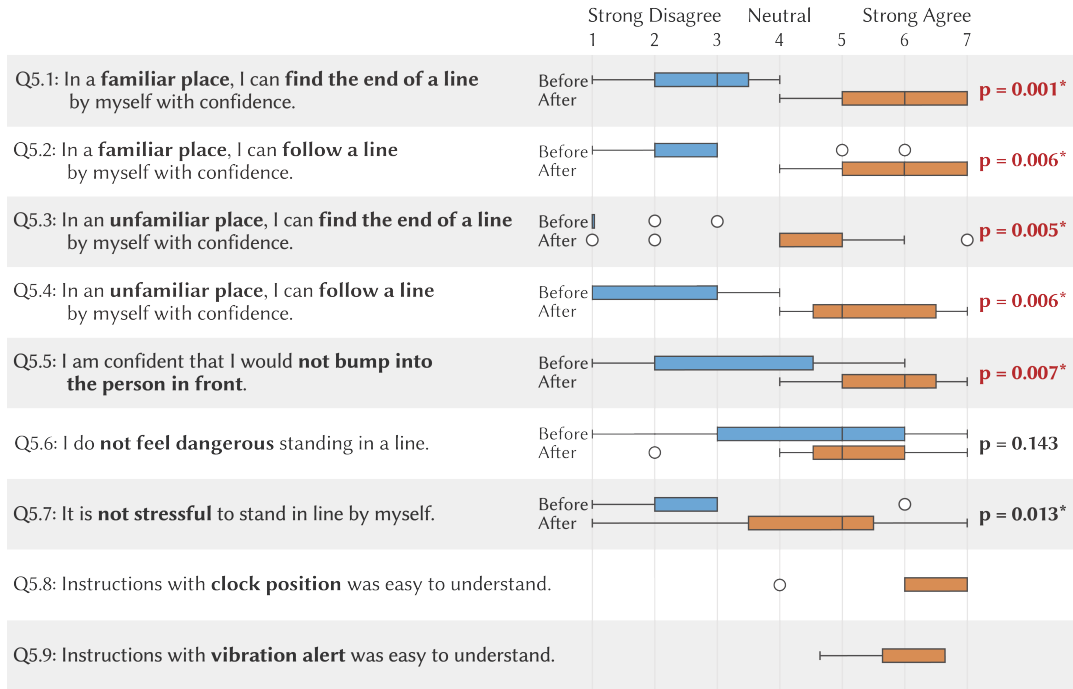 Strong Disagree Neutral Strong Agree
1 2 3 4 5 6 7
Q5.1: In a familiar place, I can find the end of a line
by myself with confidence.
Before
After
p = 0.001*
Q5.2: In a familiar place, I can follow a line
by myself with confidence.
Before
After
p = 0.006*
Q5.3: In an unfamiliar place, I can find the end of a line
by myself with confidence.
Before
After
p = 0.005*
Q5.4: In an unfamiliar place, I can follow a line
by myself with confidence.
Before
After
p = 0.006*
Q5.5: I am confident that I would not bump into
the person in front.
Before
After
p = 0.007*
Q5.6: I do not feel dangerous standing in a line.
Before
After
p = 0.143
Q5.7: It is not stressful to stand in line by myself.
Before
After
p = 0.013*
Q5.8: Instructions with clock position was easy to understand.
Q5.9: Instructions with vibration alert was easy to understand.